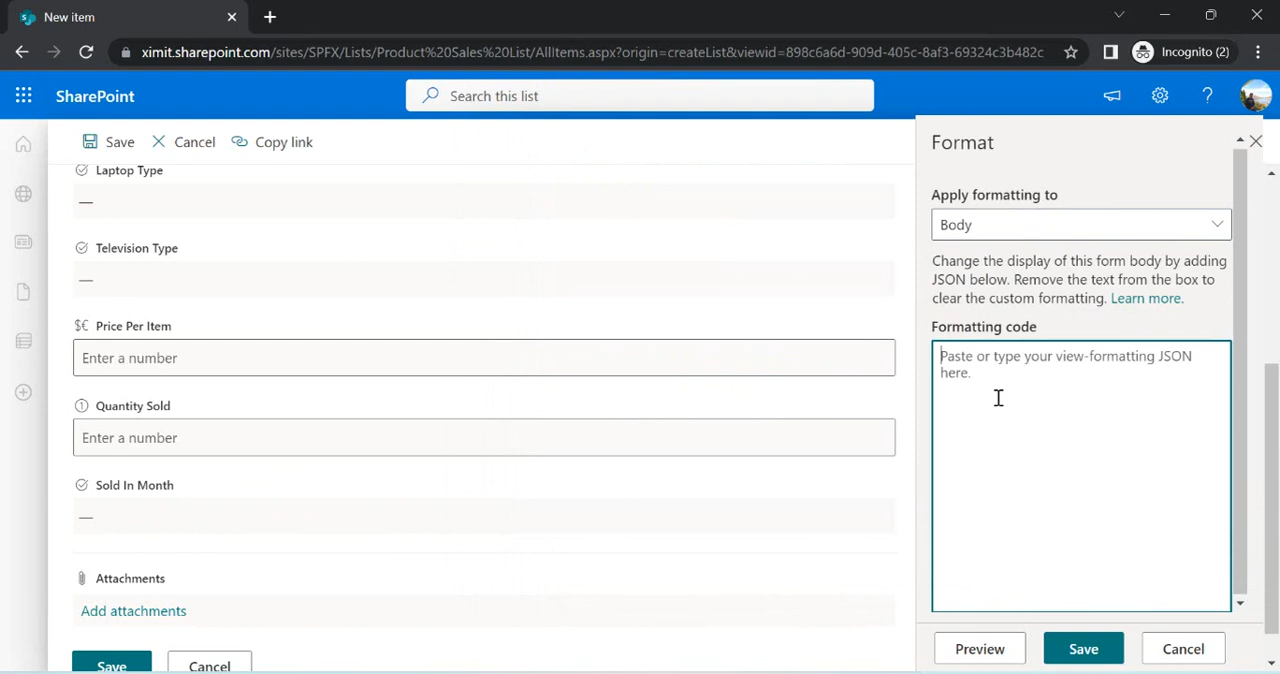 New item
ximit.sharepoint.com/sites/SPFX/Lists/Product%20Sales%20List/AllItems.aspx?origin=createList&viewid=898c6a6d-909d-405c-8af3-69324c3b482c
Incognito (2)
SharePoint
Search this list
Save
Cancel
Copy link
Laptop Type
—
Television Type
—
$€ Price Per Item
Enter a number
1 Quantity Sold
Enter a number
Sold In Month
—
Attachments
Add attachments
Save
Cancel
Format
Apply formatting to
Body
Change the display of this form body by adding
JSON below. Remove the text from the box to
clear the custom formatting. Learn more.
Formatting code
Paste or type your view-formatting JSON
here.
Preview
Save
Cancel